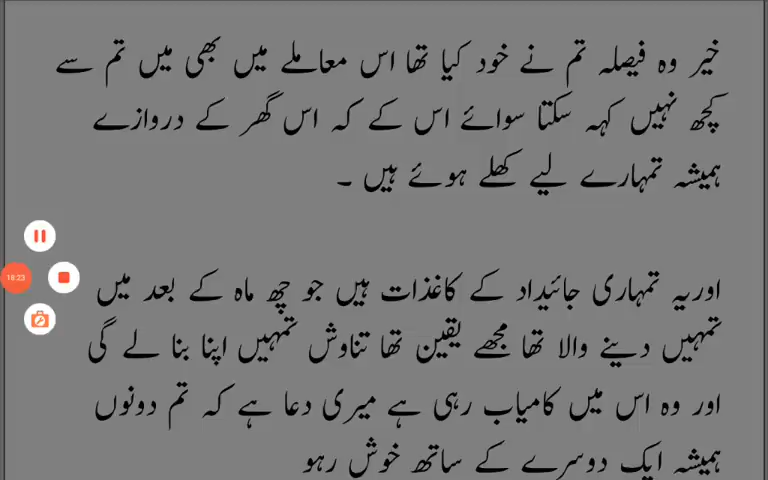 خیر وہ فیصلہ تم نے خود کیا تھا اس معاملے میں بھی میں تم سے
کچھ نہیں کہہ سکتا سوائے اس کے کہ اس گھر کے دروازے
ہمیشہ تمہارے لیے کھلے ہوئے ہیں ۔
18:23
اوریہ تمہاری جائیداد کے کاغذات ہیں جو چھ ماہ کے بعد میں
تمہیں دینے والا تھا مجھے یقین تھا تناوش تمہیں اپنا بنا لے گی
اور وہ اس میں کامیاب رہی ہے میری دعا ہے کہ تم دونوں
ہمیشہ ایک دوسرے کے ساتھ خوش رہو